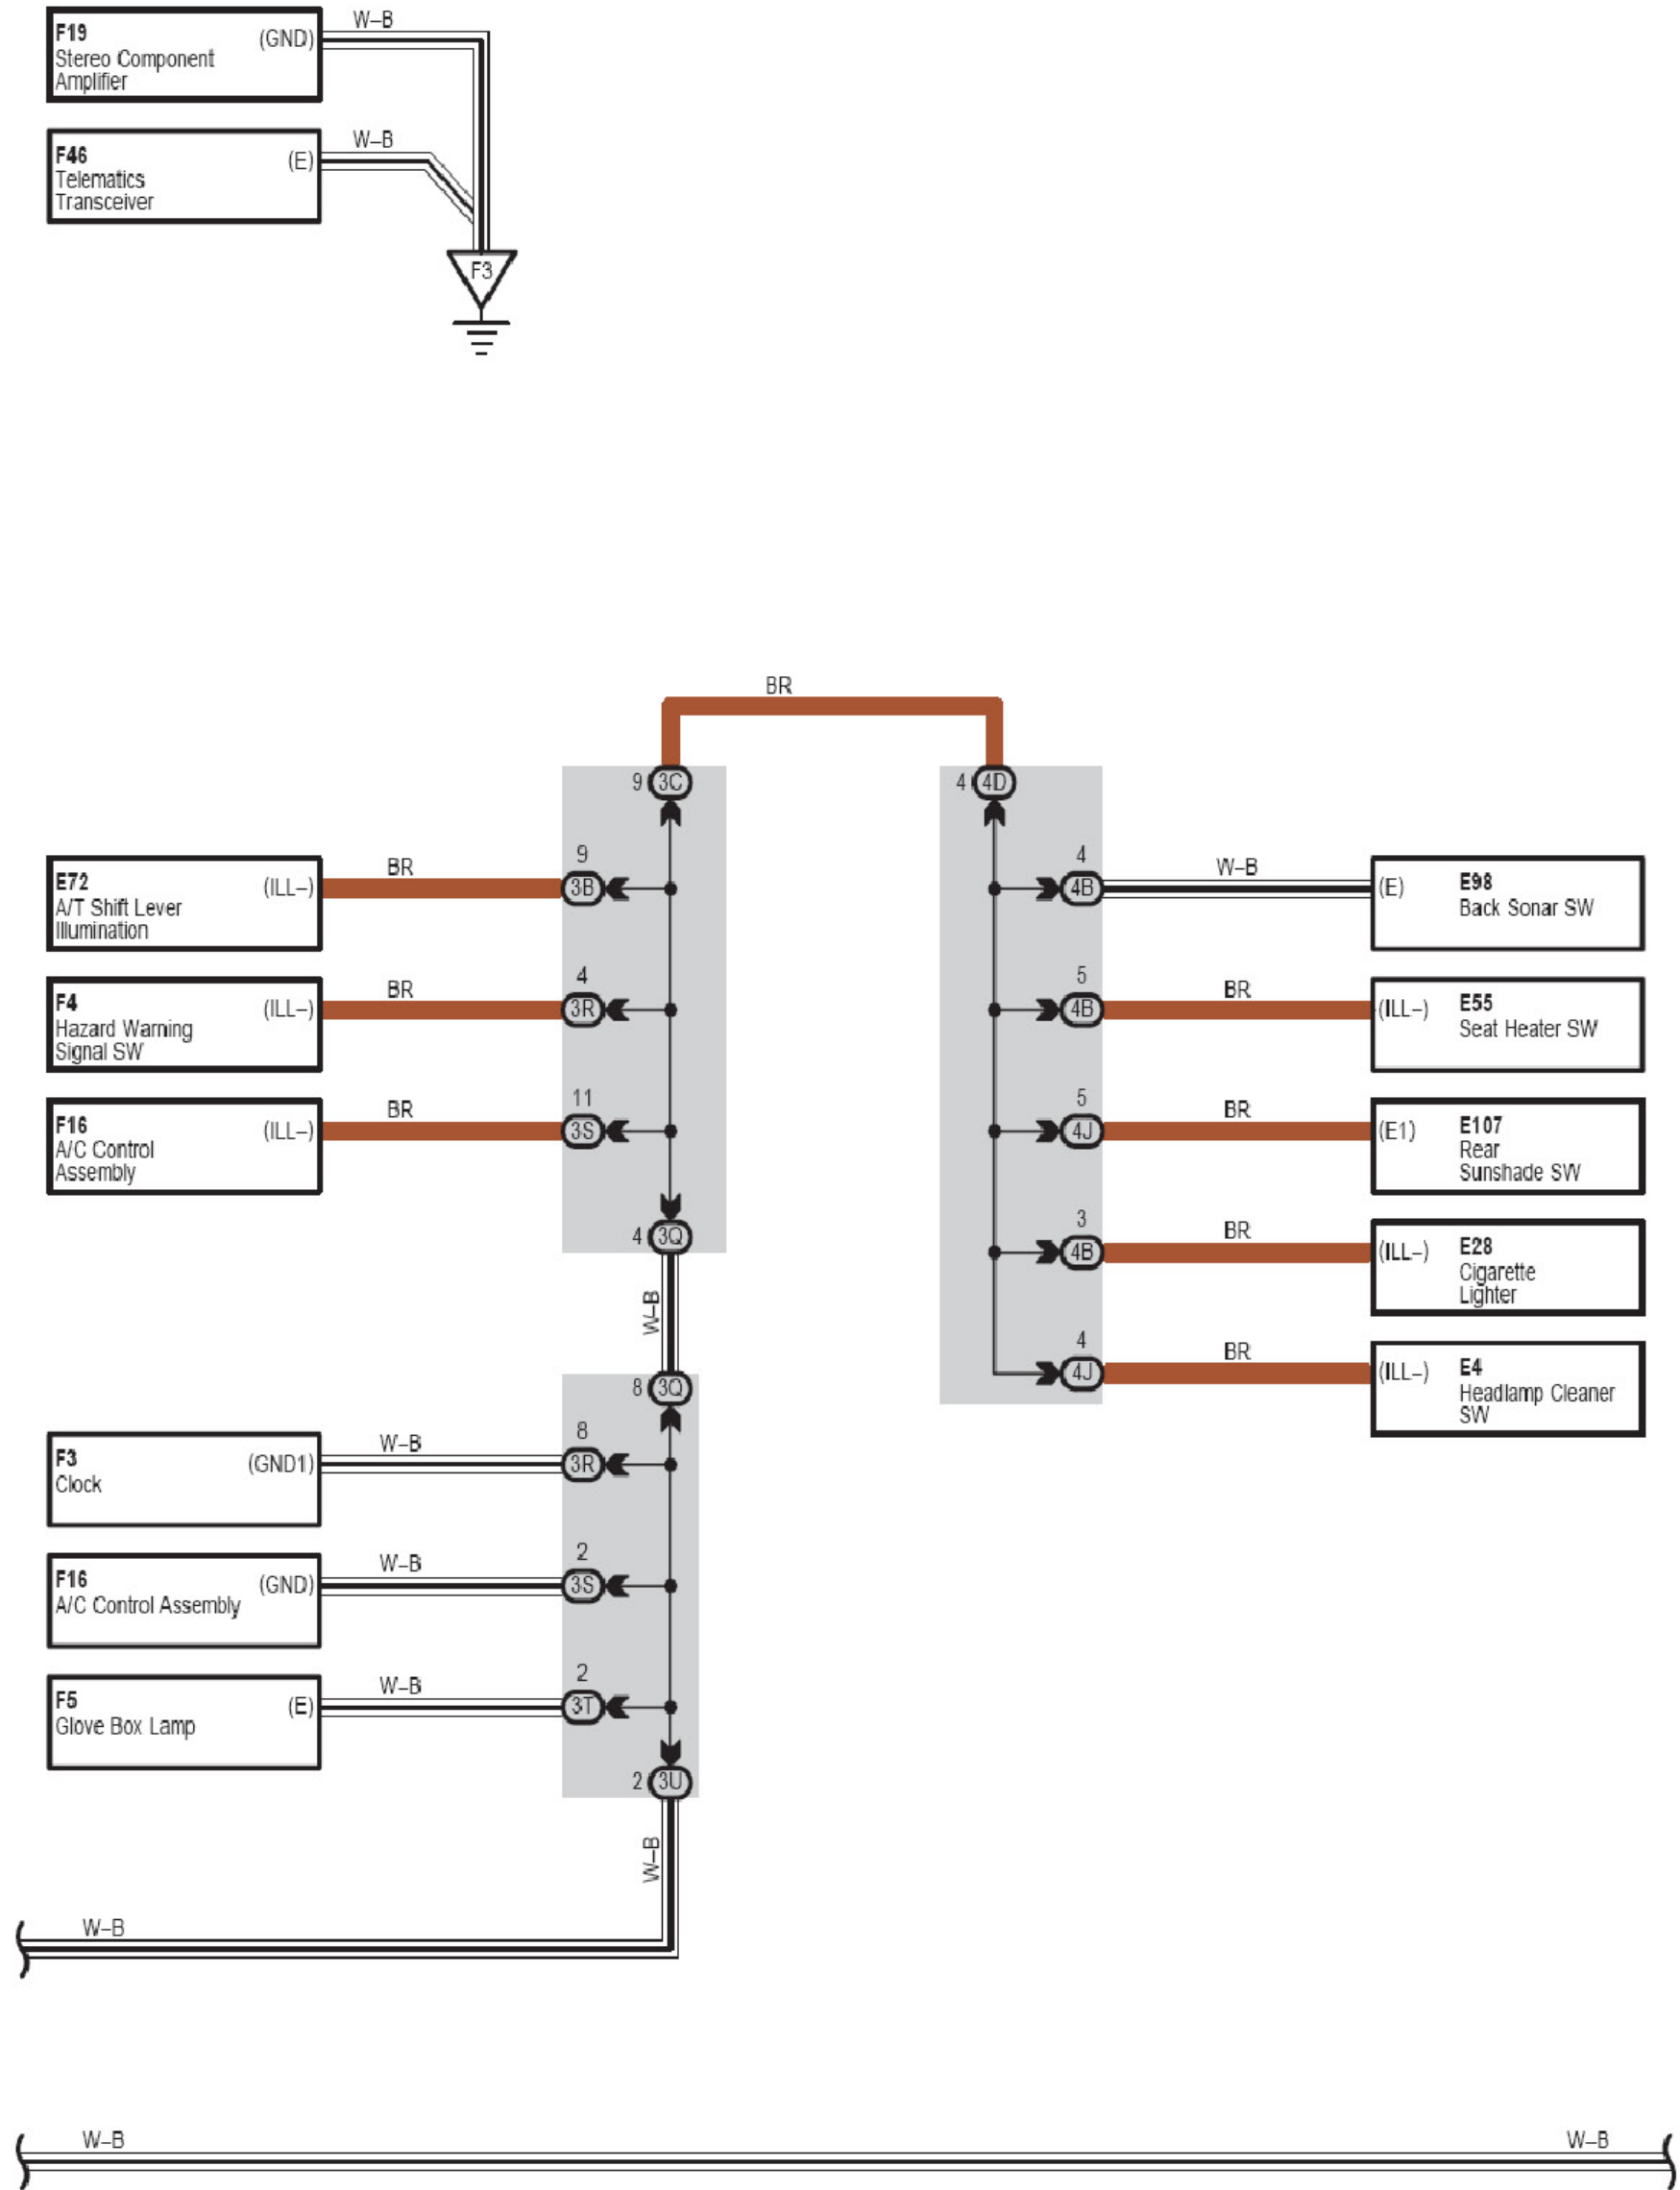 W–B
F19
(GND)
Stereo Component
Amplifier
W–B
F46
(E)
Telematics
Transceiver
F3
BR
9 3C
4 4D
9
4
BR
W–B
E72
(ILL–)
3B
4B
(E)
E98
A/T Shift Lever
Illumination
Back Sonar SW
4
5
BR
BR
F4
(ILL–)
3R
4B
(ILL–)
E55
Hazard Warning
Signal SW
Seat Heater SW
11
5
BR
BR
F16
(ILL–)
3S
4J
(E1)
E107
A/C Control
Assembly
Rear
Sunshade SW
3
BR
4 3Q
4B
(ILL–)
E28
Cigarette
Lighter
W–B
4
BR
8 3Q
4J
(ILL–)
E4
Headlamp Cleaner
SW
8
W–B
F3
(GND1)
3R
Clock
2
W–B
F16
(GND)
3S
A/C Control Assembly
2
W–B
F5
(E)
3T
Glove Box Lamp
2 3U
W–B
W–B
W–B
W–B